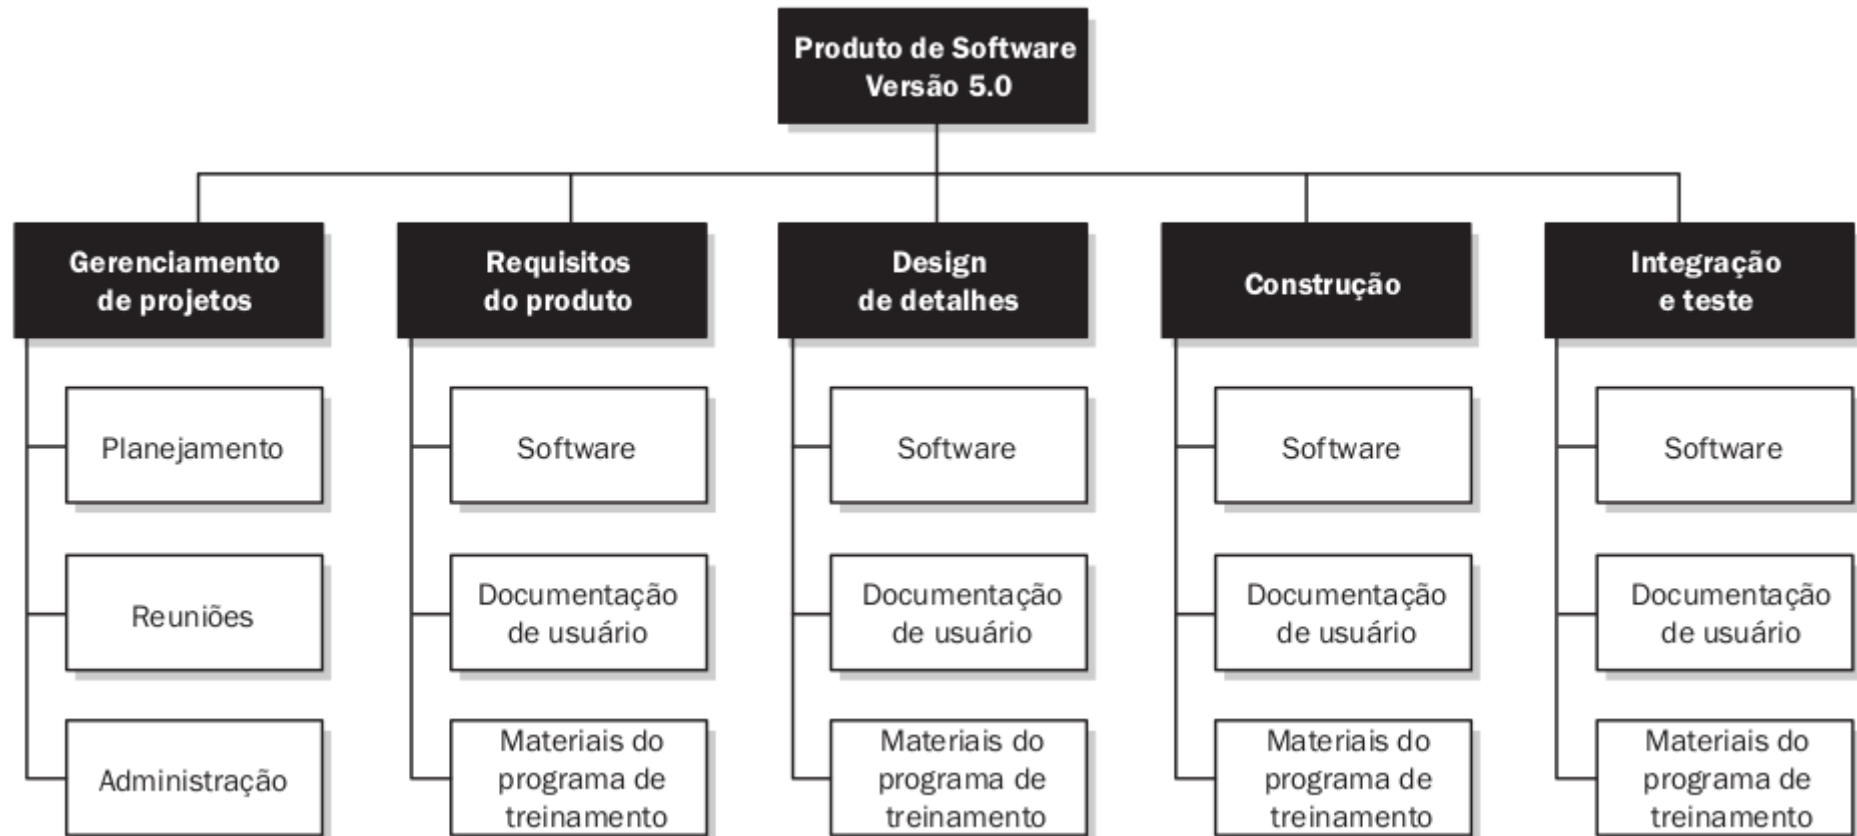 Produto de Software
Versão 5.0
Gerenciamento
de projetos
Requisitos
do produto
Design
de detalhes
Construção
Integração
e teste
Planejamento
Reuniões
Administração
Software
Documentação
de usuário
Materiais do
programa de
treinamento
Software
Documentação
de usuário
Materiais do
programa de
treinamento
Software
Documentação
de usuário
Materiais do
programa de
treinamento
Software
Documentação
de usuário
Materiais do
programa de
treinamento